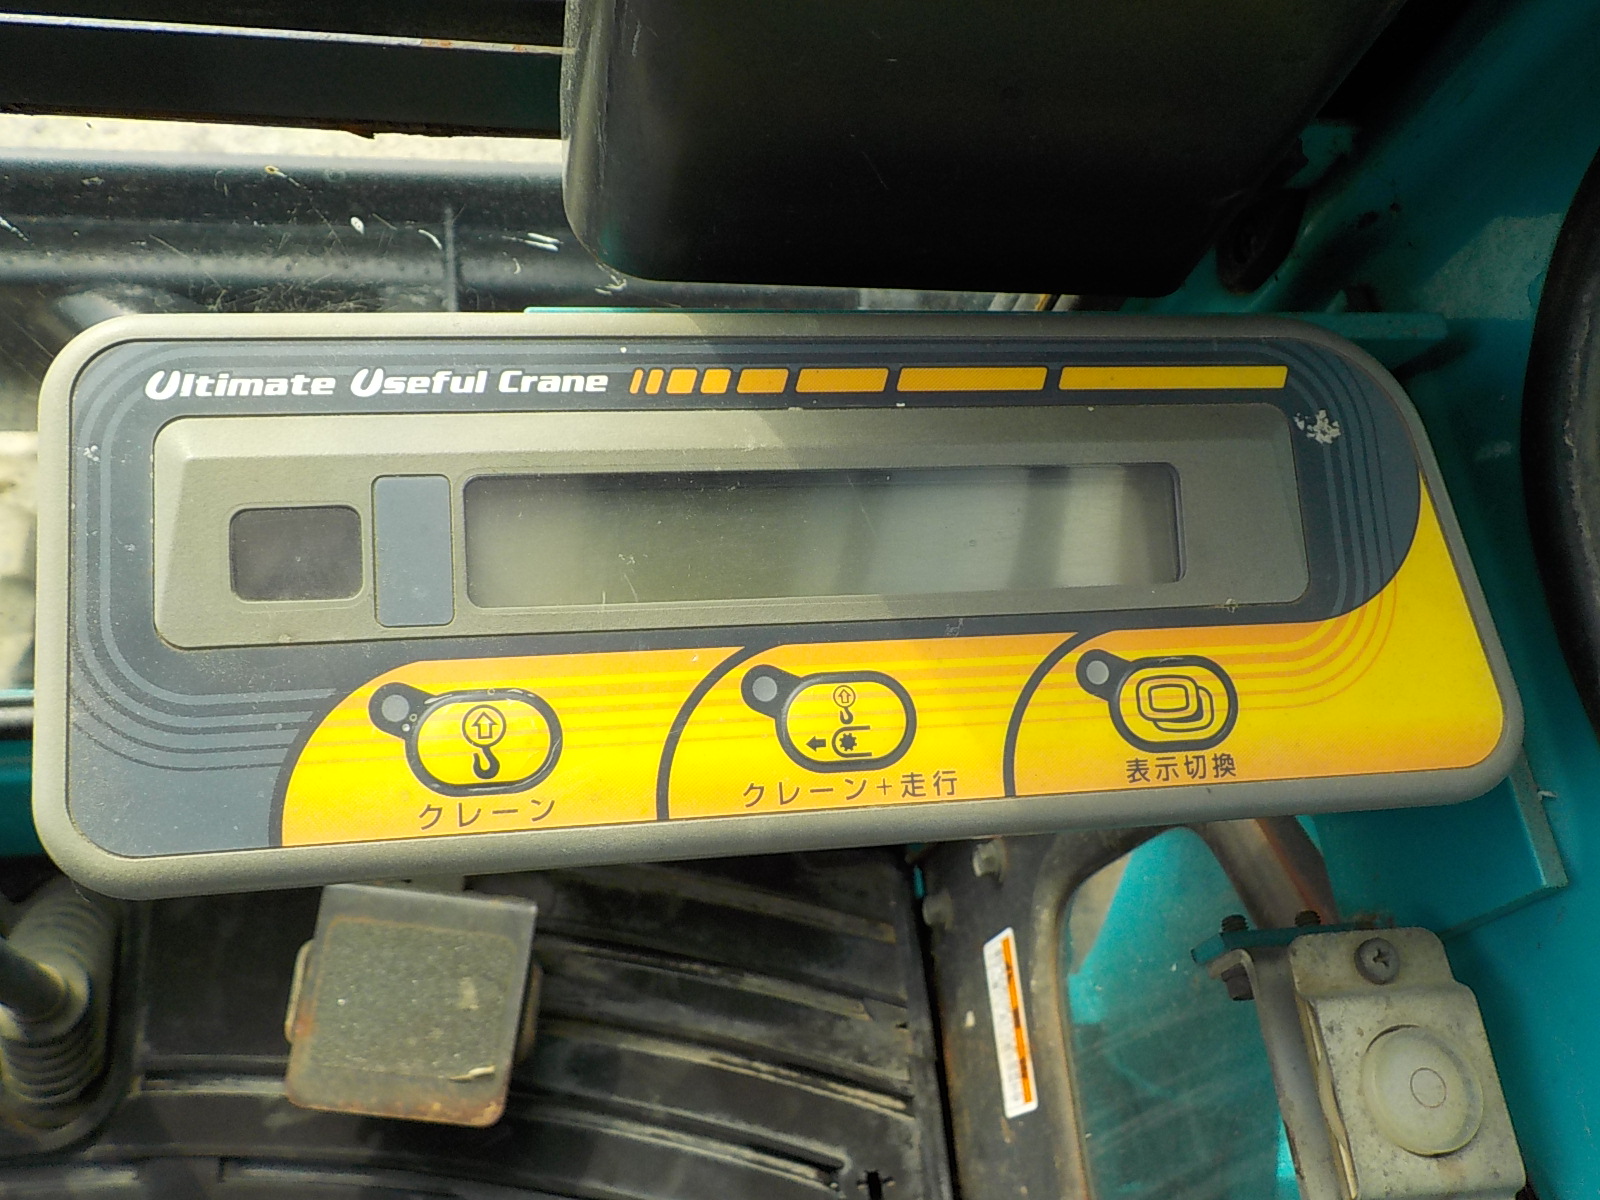 Ultimate Useful Crane
クレーン
クレーン+走行
表示切換